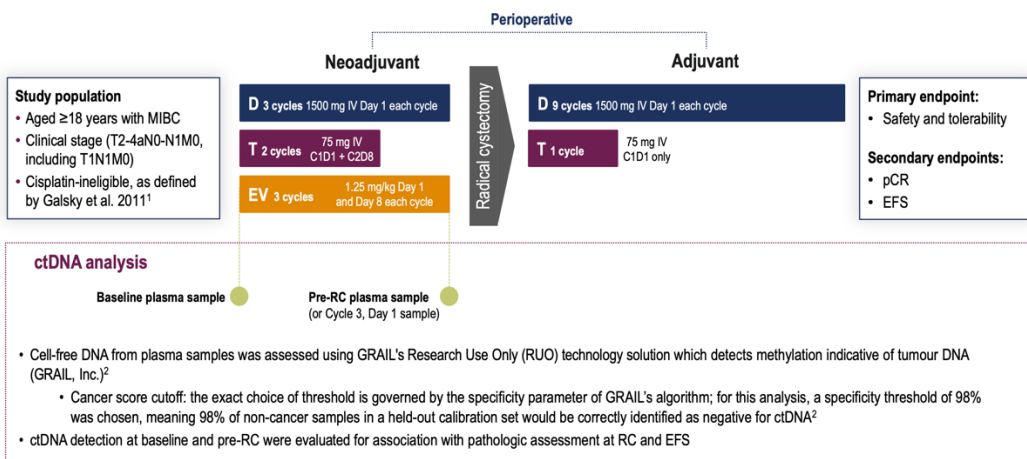 Perioperative
Neoadjuvant
Adjuvant
Study population
• Aged ≥18 years with MIBC
• Clinical stage (T2-4aN0-N1M0,
including T1N1M0)
• Cisplatin-ineligible, as defined
by Galsky et al. 2011¹
D 3 cycles 1500 mg IV Day 1 each cycle
T 2 cycles 75 mg IV
C1D1 + C2D8
EV 3 cycles 1.25 mg/kg Day 1
and Day 8 each cycle
Radical cystectomy
D 9 cycles 1500 mg IV Day 1 each cycle
T 1 cycle 75 mg IV
C1D1 only
Primary endpoint:
• Safety and tolerability
Secondary endpoints:
• pCR
• EFS
ctDNA analysis
Baseline plasma sample
Pre-RC plasma sample
(or Cycle 3, Day 1 sample)
• Cell-free DNA from plasma samples was assessed using GRAIL's Research Use Only (RUO) technology solution which detects methylation indicative of tumour DNA
(GRAIL, Inc.)²
• Cancer score cutoff: the exact choice of threshold is governed by the specificity parameter of GRAIL's algorithm; for this analysis, a specificity threshold of 98%
was chosen, meaning 98% of non-cancer samples in a held-out calibration set would be correctly identified as negative for ctDNA²
• ctDNA detection at baseline and pre-RC were evaluated for association with pathologic assessment at RC and EFS